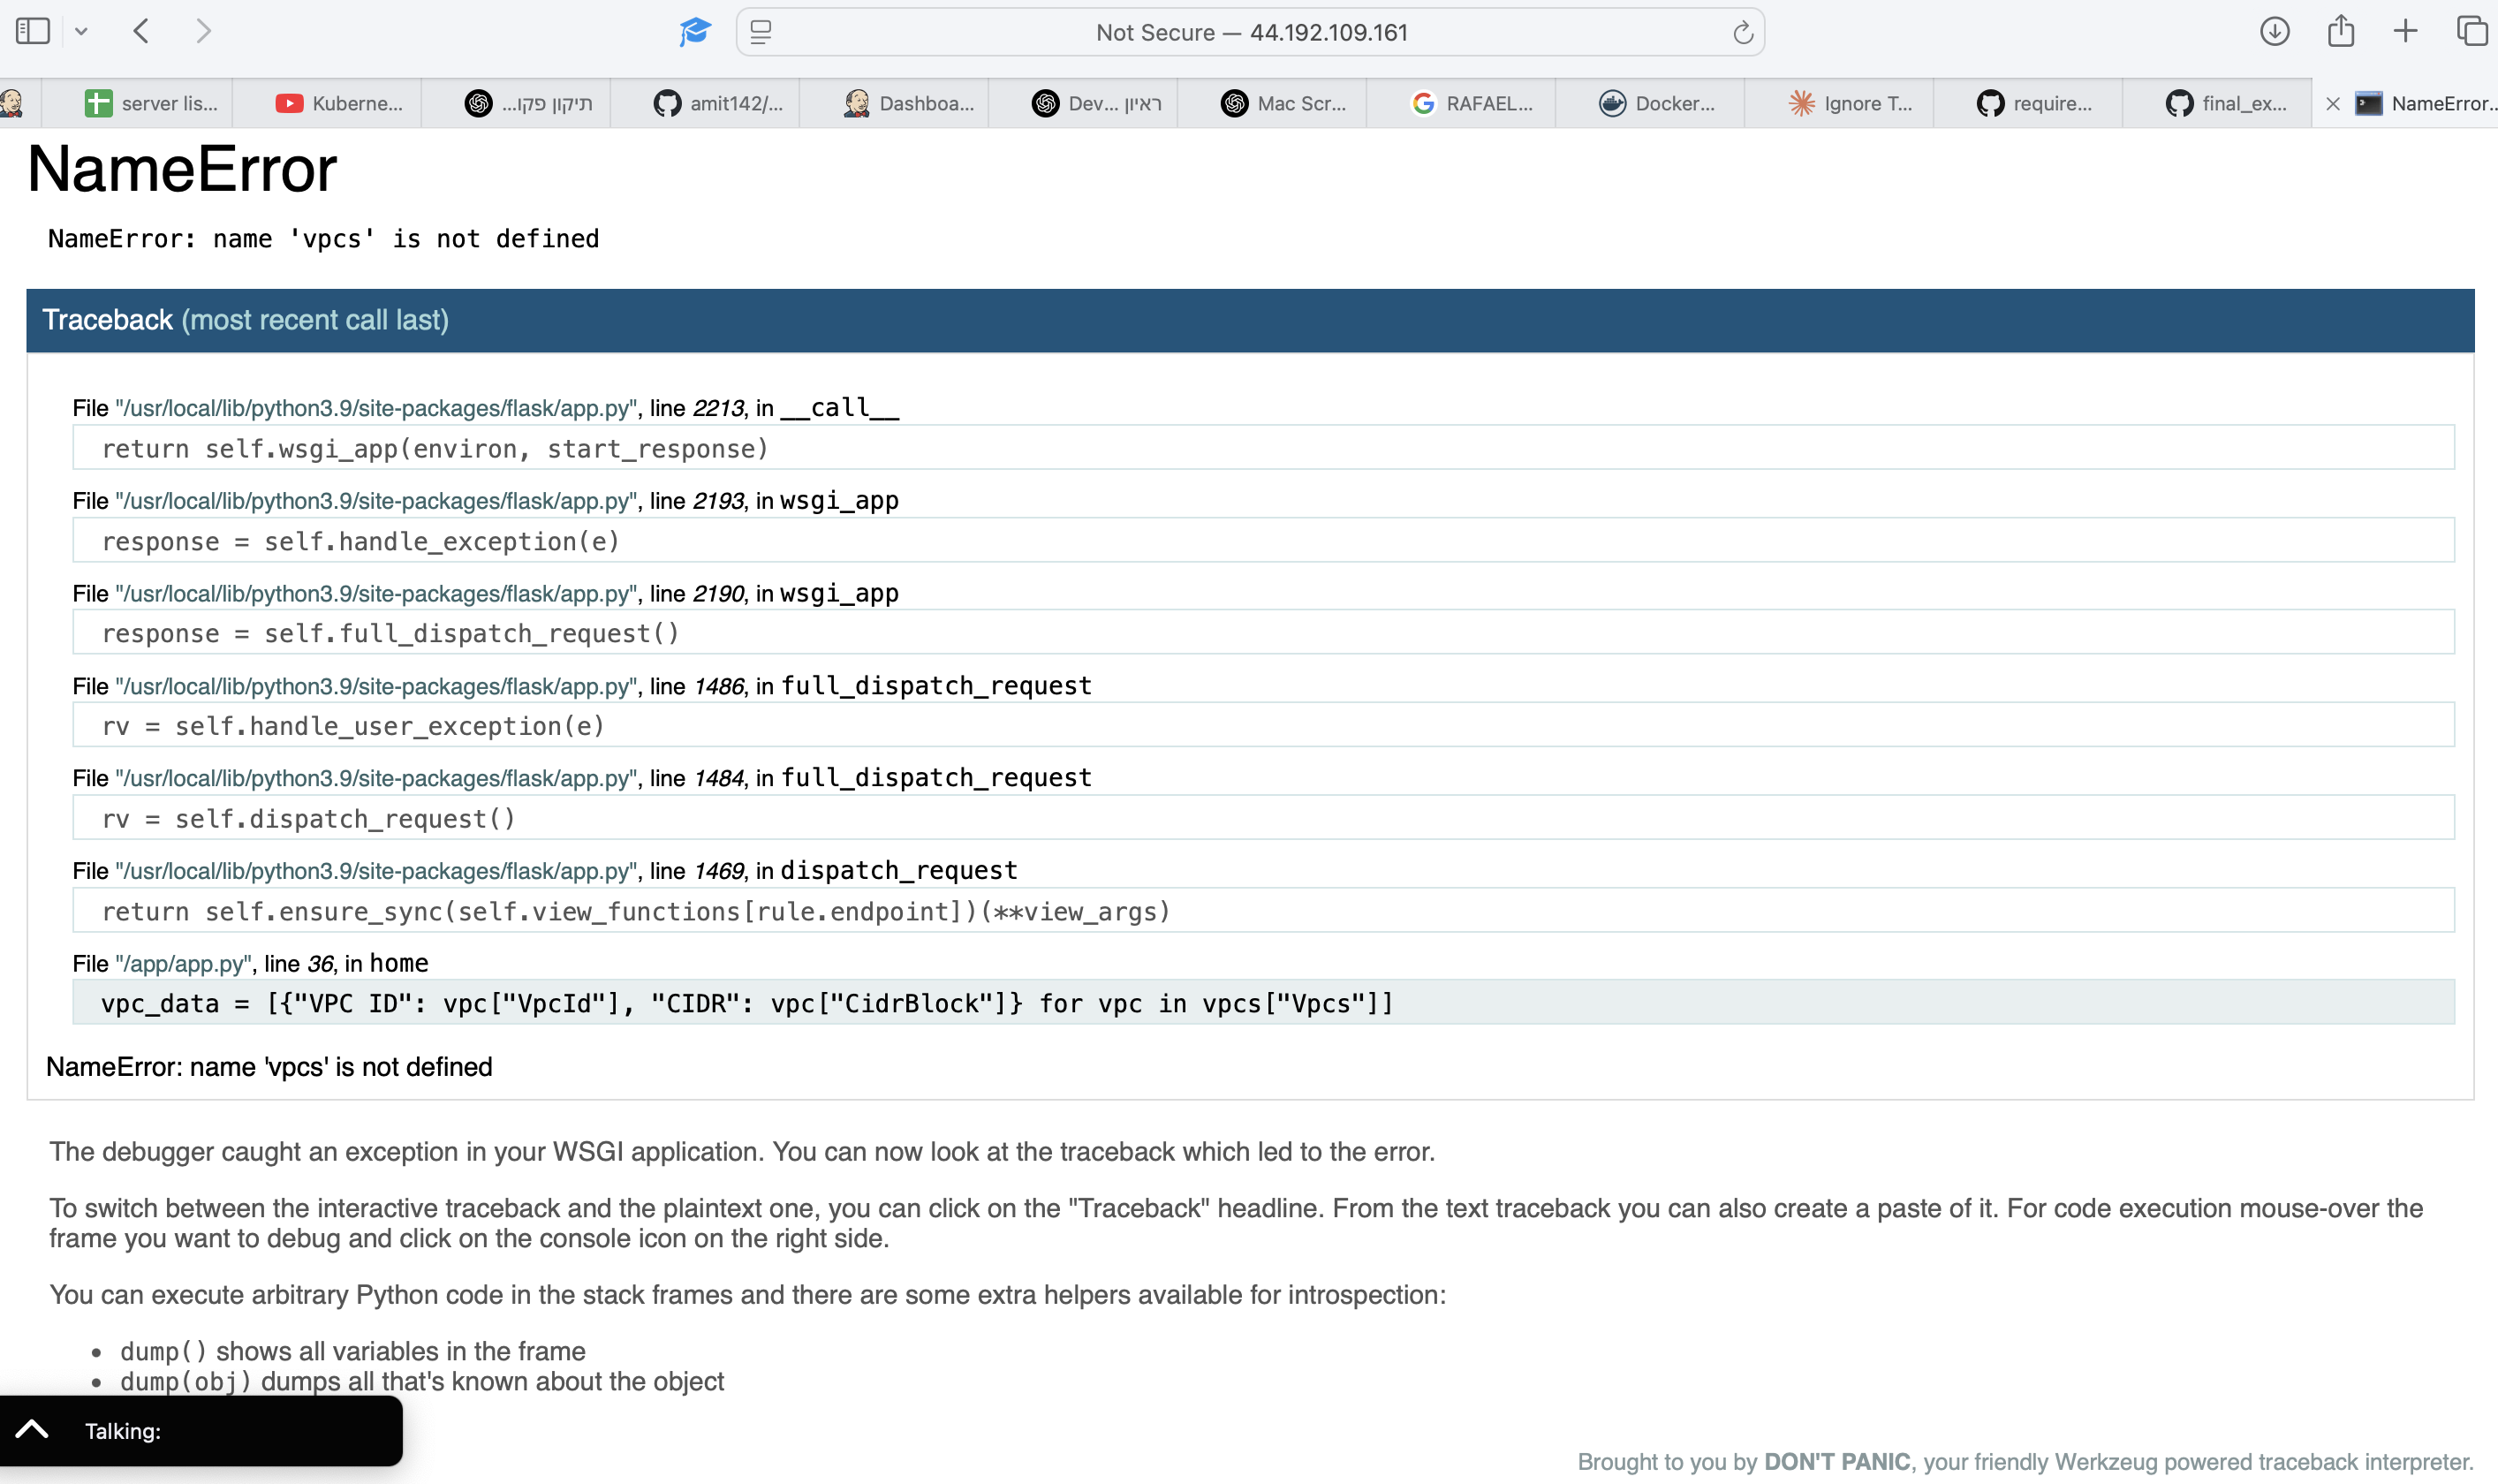 Not Secure — 44.192.109.161
server lis...
Kuberne...
תיקון פקו...
amit142/...
Dashboa...
ראיון ...Dev
Mac Scr...
RAFAEL...
Docker...
Ignore T...
require...
final_ex...
NameError...
NameError
NameError: name 'vpcs' is not defined
Traceback (most recent call last)
File "/usr/local/lib/python3.9/site-packages/flask/app.py", line 2213, in __call__
return self.wsgi_app(environ, start_response)
File "/usr/local/lib/python3.9/site-packages/flask/app.py", line 2193, in wsgi_app
response = self.handle_exception(e)
File "/usr/local/lib/python3.9/site-packages/flask/app.py", line 2190, in wsgi_app
response = self.full_dispatch_request()
File "/usr/local/lib/python3.9/site-packages/flask/app.py", line 1486, in full_dispatch_request
rv = self.handle_user_exception(e)
File "/usr/local/lib/python3.9/site-packages/flask/app.py", line 1484, in full_dispatch_request
rv = self.dispatch_request()
File "/usr/local/lib/python3.9/site-packages/flask/app.py", line 1469, in dispatch_request
return self.ensure_sync(self.view_functions[rule.endpoint])(**view_args)
File "/app/app.py", line 36, in home
vpc_data = [{"VPC ID": vpc["VpcId"], "CIDR": vpc["CidrBlock"]} for vpc in vpcs["Vpcs"]]
NameError: name 'vpcs' is not defined
The debugger caught an exception in your WSGI application. You can now look at the traceback which led to the error.
To switch between the interactive traceback and the plaintext one, you can click on the "Traceback" headline. From the text traceback you can also create a paste of it. For code execution mouse-over the
frame you want to debug and click on the console icon on the right side.
You can execute arbitrary Python code in the stack frames and there are some extra helpers available for introspection:
• dump() shows all variables in the frame
• dump(obj) dumps all that's known about the object
Talking:
Brought to you by DON'T PANIC, your friendly Werkzeug powered traceback interpreter.